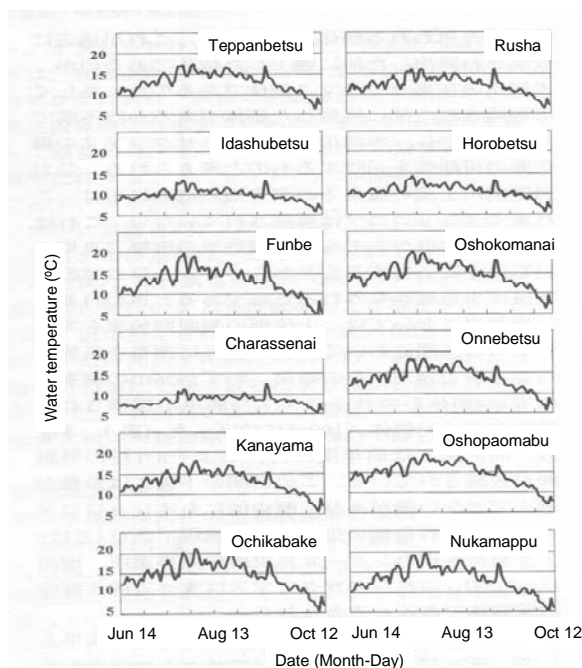 Teppanbetsu
Rusha
20
15
10
5
Idashubetsu
Horobetsu
20
15
10
5
Funbe
Oshokomanai
20
15
10
5
Water temperature (ºC)
Charassenai
Onnebetsu
20
15
10
5
Kanayama
Oshopaomabu
20
15
10
5
Ochikabake
Nukamappu
20
15
10
5
Jun 14 Aug 13 Oct 12 Jun 14 Aug 13 Oct 12
Date (Month-Day)